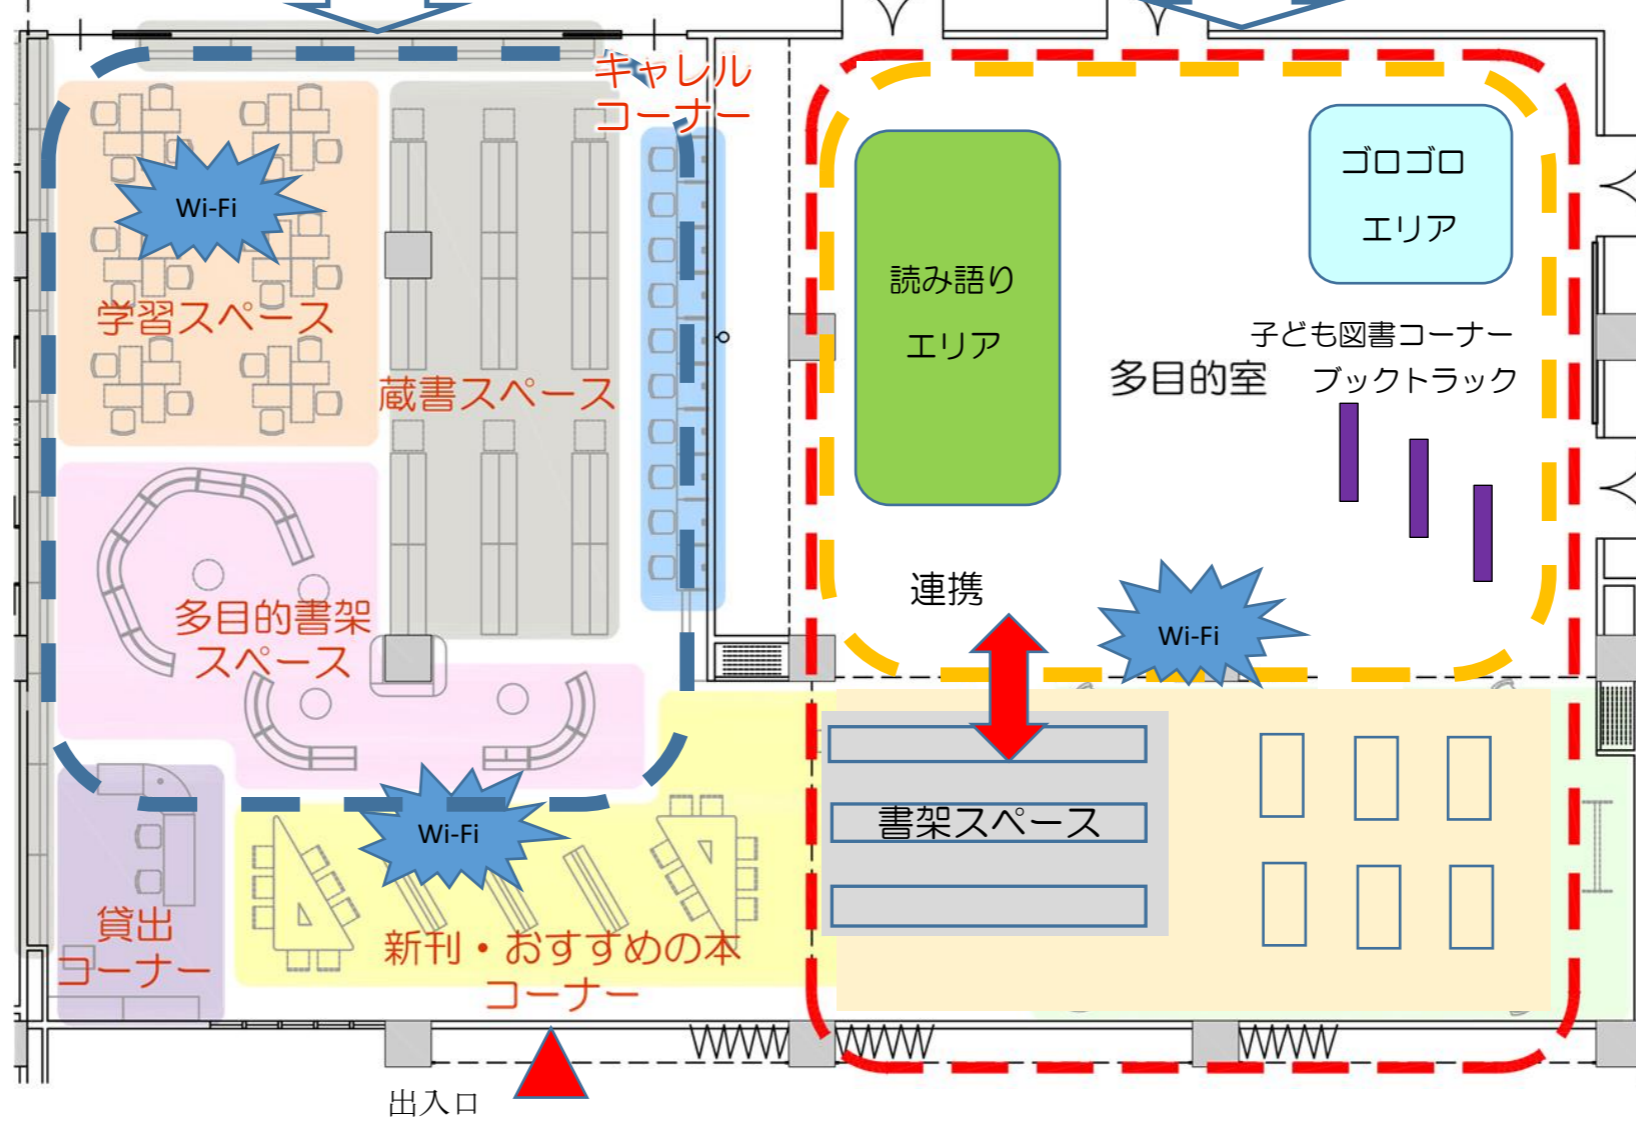 キャレル
コーナー
Wi-Fi
学習スペース
蔵書スペース
多目的書架
スペース
Wi-Fi
貸出
コーナー
新刊・おすすめの本
コーナー
出入口
読み語り
エリア
ゴロゴロ
エリア
子ども図書コーナー
ブックトラック
多目的室
連携
Wi-Fi
書架スペース